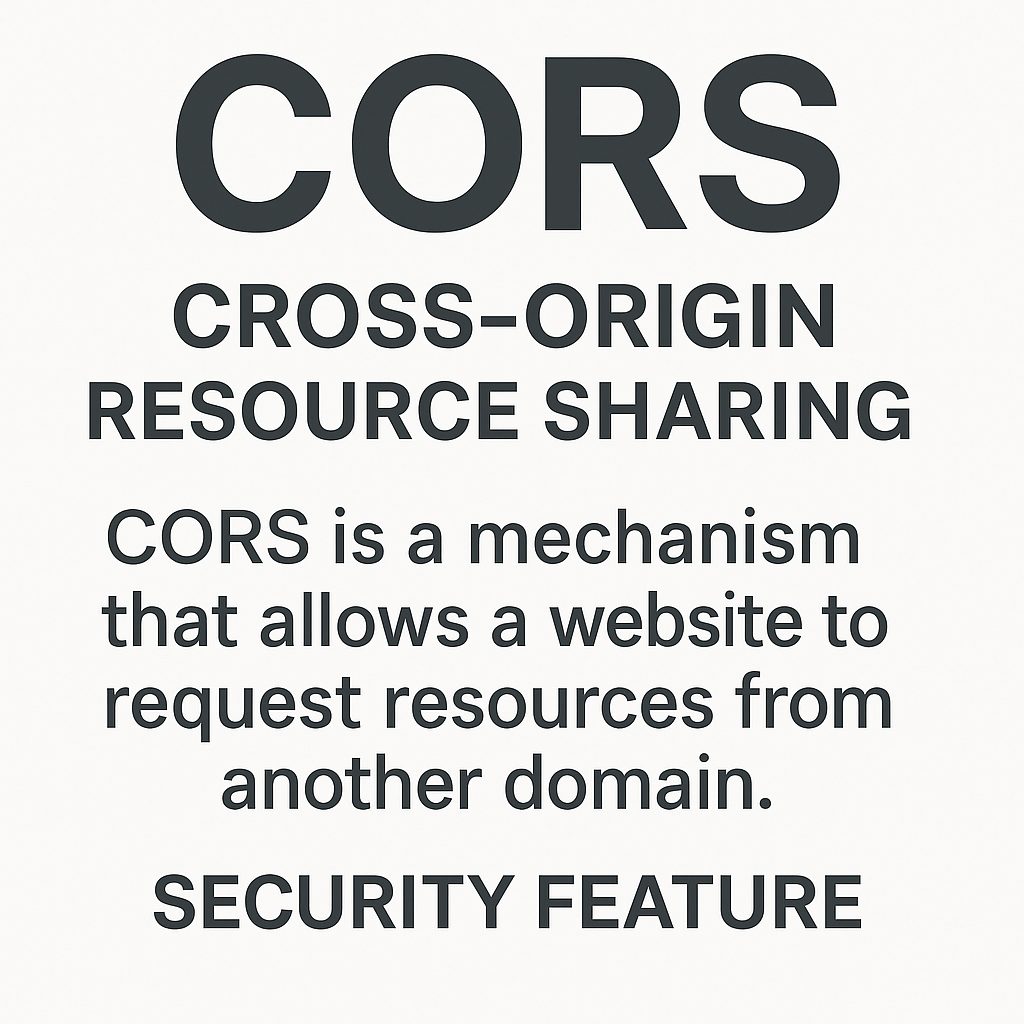 CORS
CROSS-ORIGIN
RESOURCE SHARING
CORS is a mechanism
that allows a website to
request resources from
another domain.
SECURITY FEATURE